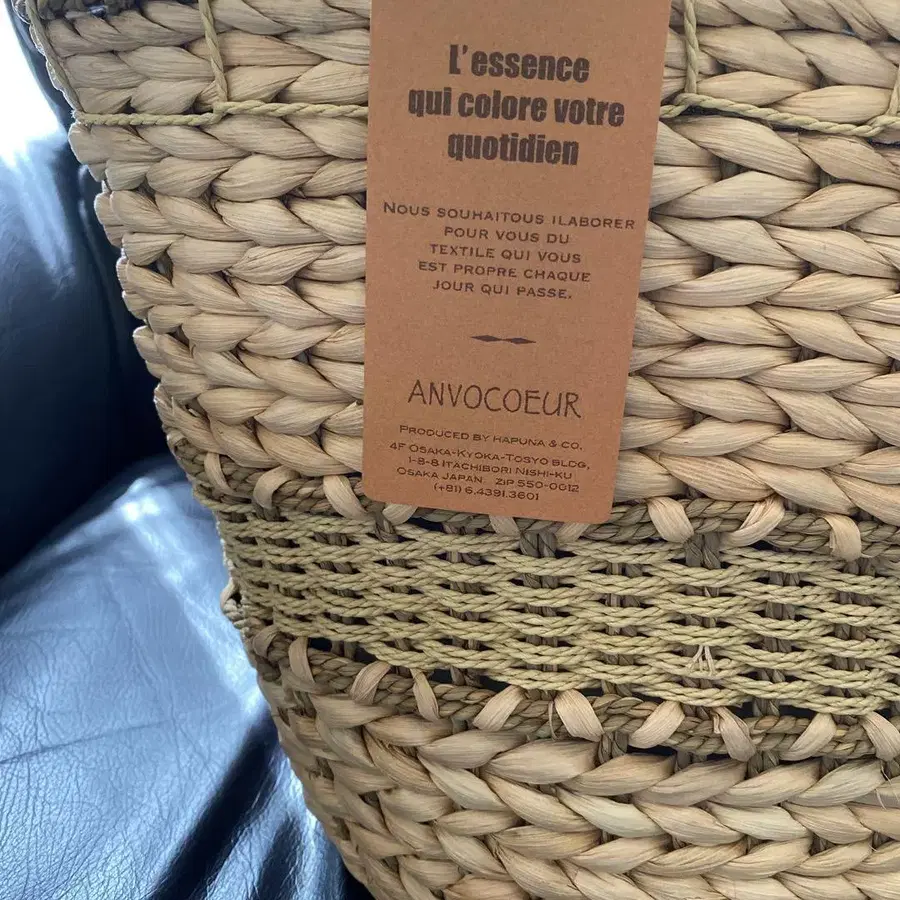 L'essence
qui colore votre
quotidien
NOUS SOUHAITOUS ILABORER
POUR VOUS DU
TEXTILE QUI VOUS
EST PROPRE CHAQUE
JOUR QUI PASSE.
ANVOCOEUR
PRODUCED BY HAPUNA & CO.
4F OSAKA-KYOKA-TOSYO BLDG,
1-8-8 ITACHIBORI NISHI-KU
OSAKA JAPAN. ZIP.550-0012
(+81) 6.4391.3601